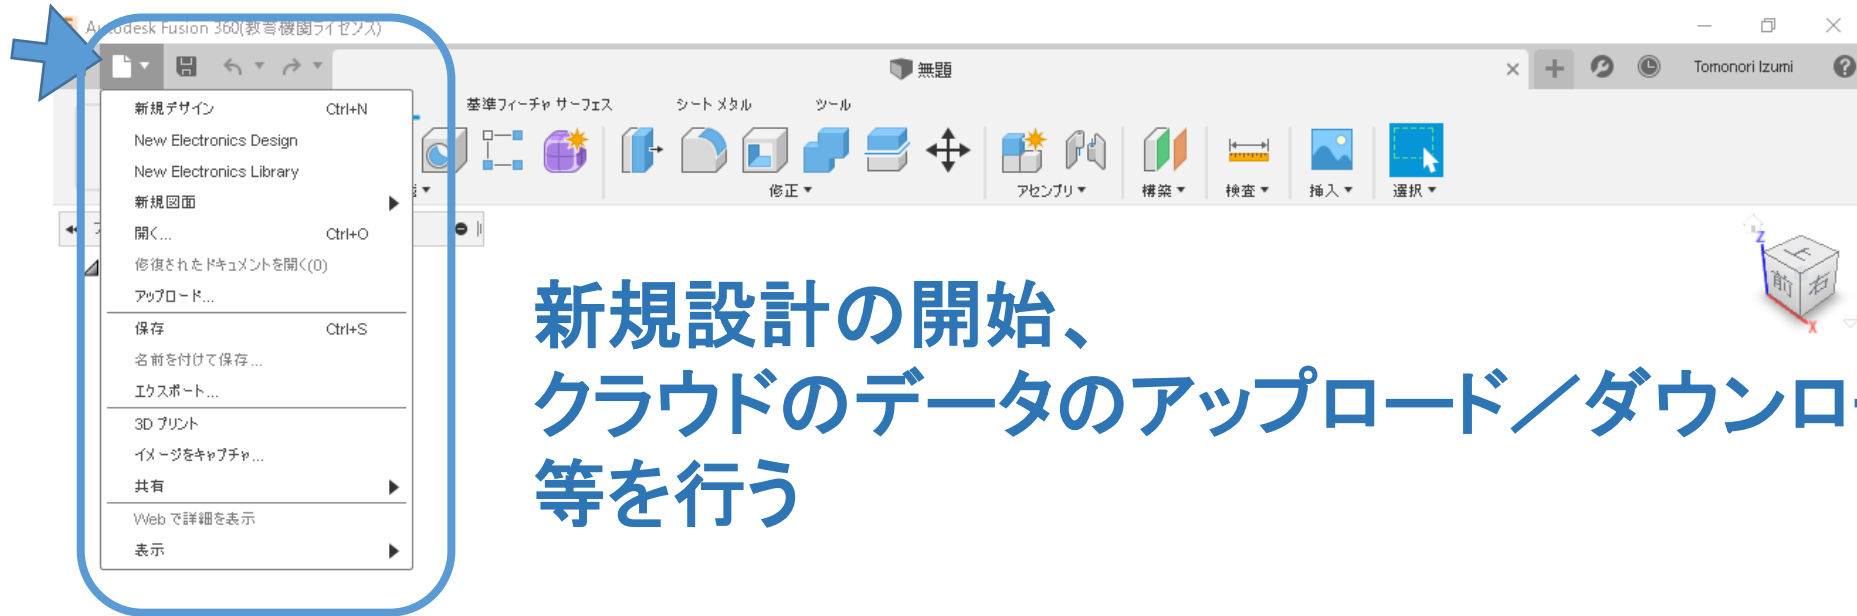 Autodesk Fusion 360(教育機関ライセンス)
無題
Tomonori Izumi
基準フィーチャ サーフェス シート メタル ツール
修正 アセンブリ 構築 検査 挿入 選択
新規デザイン Ctrl+N
New Electronics Design
New Electronics Library
新規図面
開く... Ctrl+O
修復されたドキュメントを開く(0)
アップロード...
保存 Ctrl+S
名前を付けて保存...
エクスポート...
3D プリント
イメージをキャプチャ...
共有
Web で詳細を表示
表示
Z
上
前 右
X
新規設計の開始、
クラウドのデータのアップロード／ダウンロー
等を行う